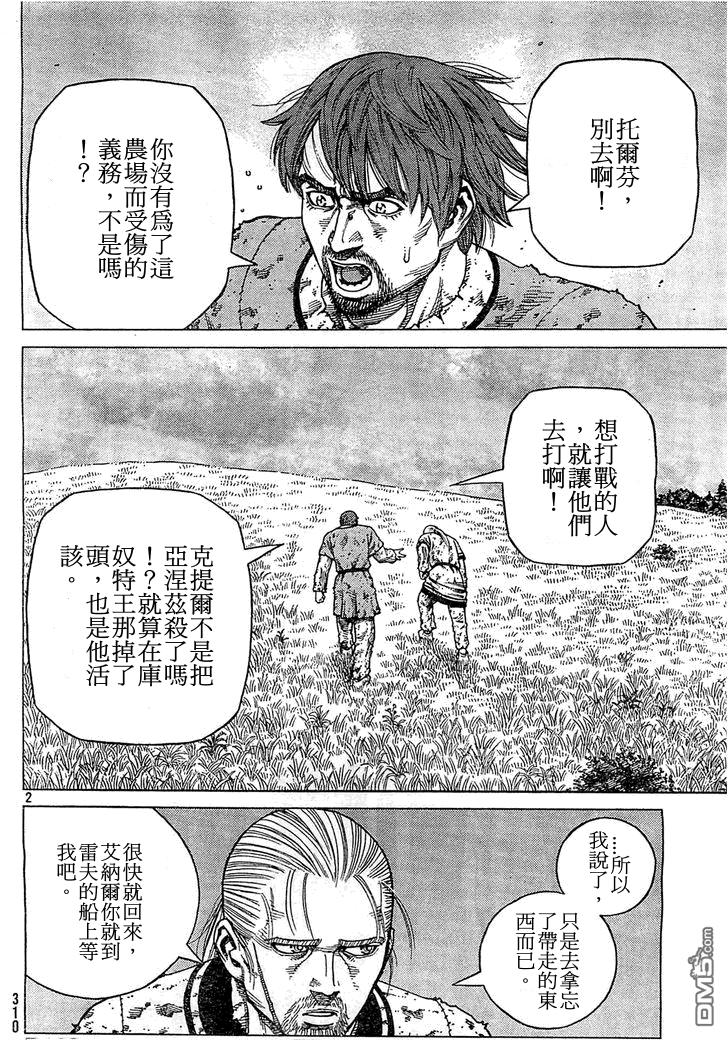 托爾芬，
別去啊！
你沒有為了這
農場而受傷的
義務，不是嗎
！？
想打戰的人
，就讓他們
去打啊！
克提爾不是把
亞涅茲殺了嗎
！？就算在庫
奴特王那掉了
頭，也是他活
該。
2
……所以
我說了，
只是去拿忘
了帶走的東
西而已。
很快就回來，
艾納爾你就到
雷夫的船上等
我吧。
310
DM5.com